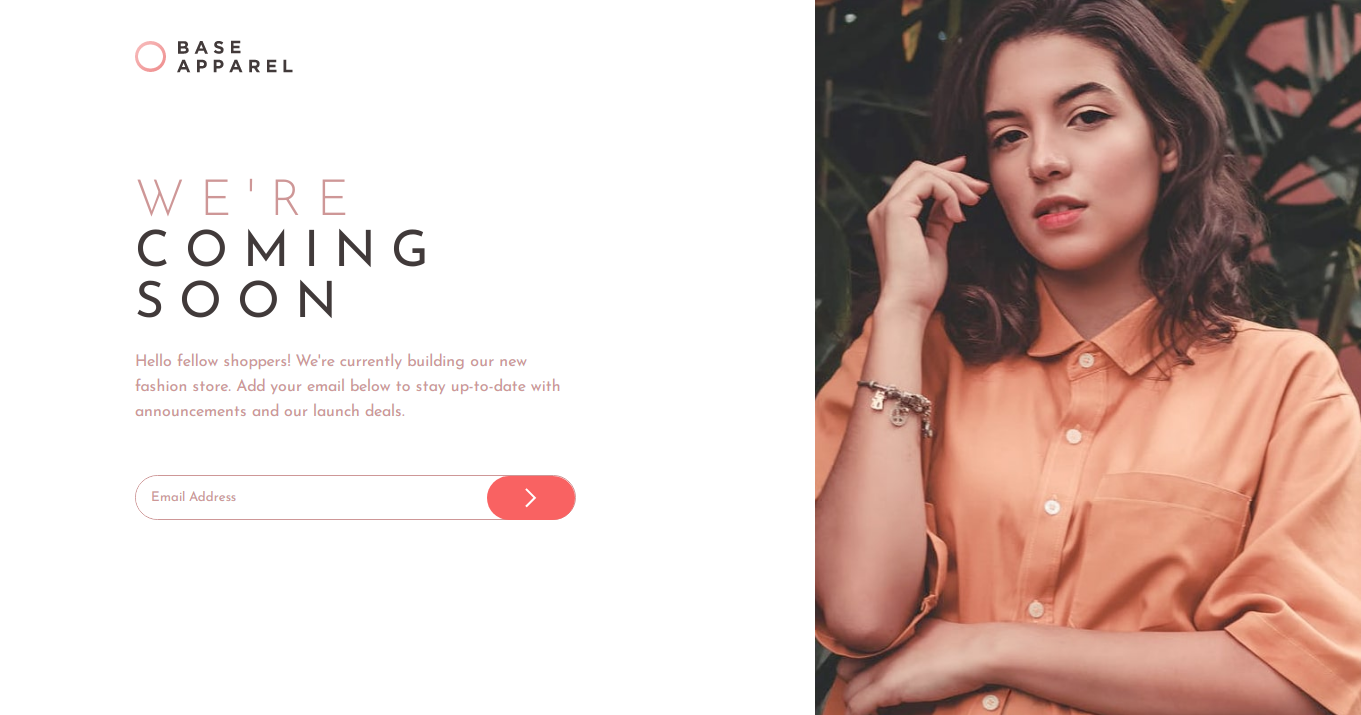 BASE
APPAREL
WE'RE
COMING
SOON
Hello fellow shoppers! We're currently building our new
fashion store. Add your email below to stay up-to-date with
announcements and our launch deals.
Email Address